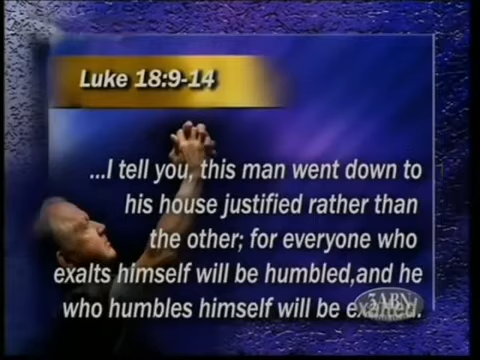 Luke 18:9-14
...I tell you, this man went down to
his house justified rather than
the other; for everyone who
exalts himself will be humbled,and he
who humbles himself will be exalted.
3ABN